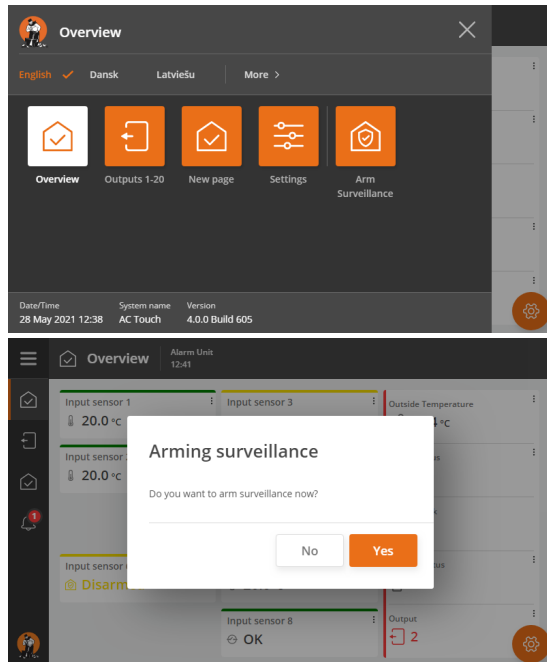 Overview
English Dansk Latviešu More >
Overview Outputs 1-20 New page Settings Arm Surveillance
Date/Time System name Version
28 May 2021 12:38 AC Touch 4.0.0 Build 605
Overview Alarm Unit
12:41
Input sensor 1 Input sensor 3 Outside Temperature
20.0 °C °C
Input sensor
20.0 °C
Arming surveillance
Do you want to arm surveillance now?
No Yes
1
Input sensor
Disarm
Input sensor 8 Output
OK 2